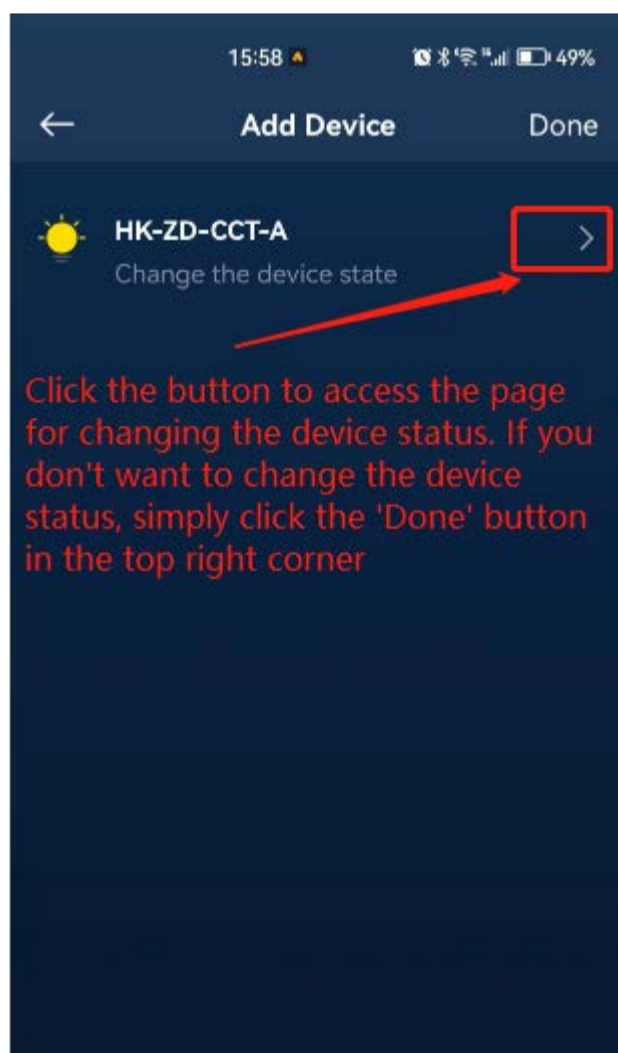 15:58 49%
Add Device Done
HK-ZD-CCT-A
Change the device state
Click the button to access the page
for changing the device status. If you
don't want to change the device
status, simply click the 'Done' button
in the top right corner